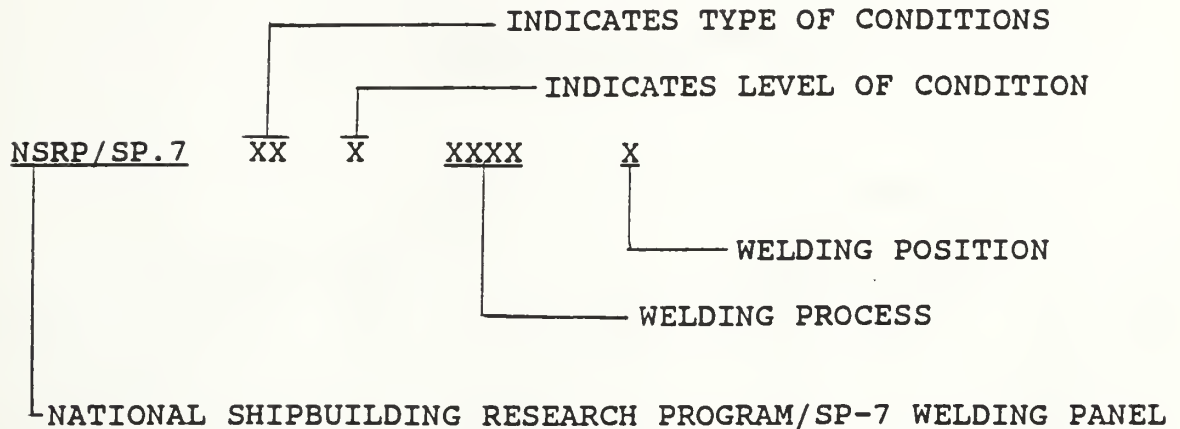 INDICATES TYPE OF CONDITIONS
INDICATES LEVEL OF CONDITION
NSRP/SP.7 XX X XXXX X
WELDING POSITION
WELDING PROCESS
NATIONAL SHIPBUILDING RESEARCH PROGRAM/SP-7 WELDING PANEL